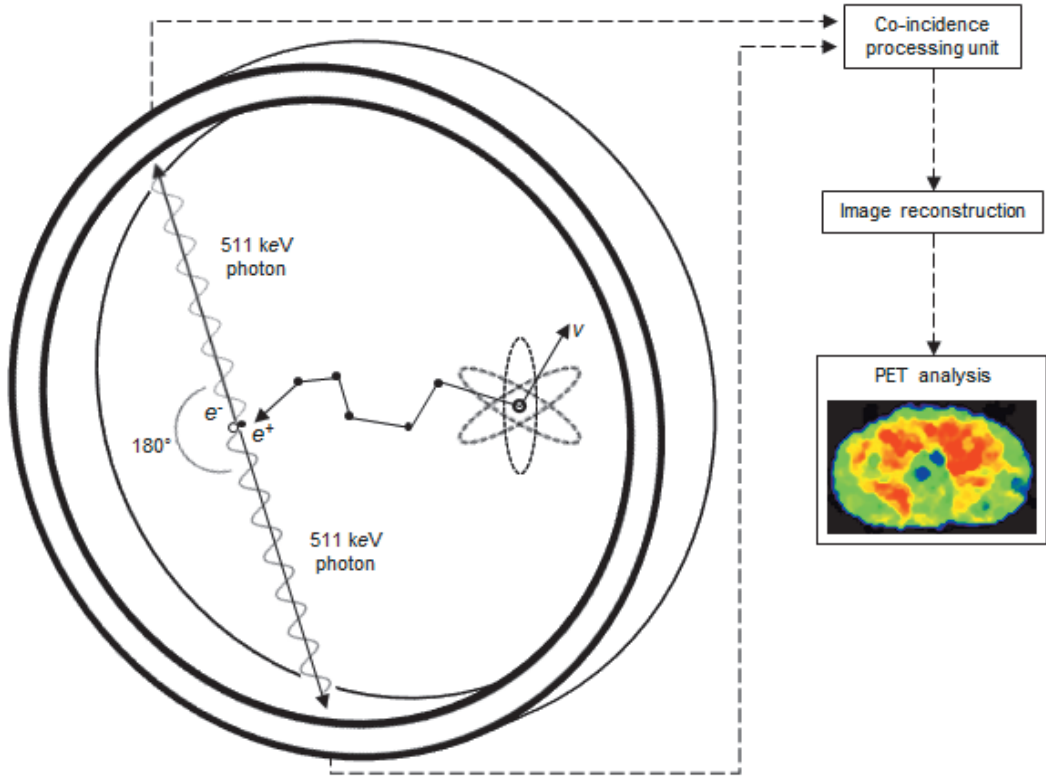 Co-incidence
processing unit
Image reconstruction
PET analysis
511 keV
photon
v
e-
e+
180°
511 keV
photon